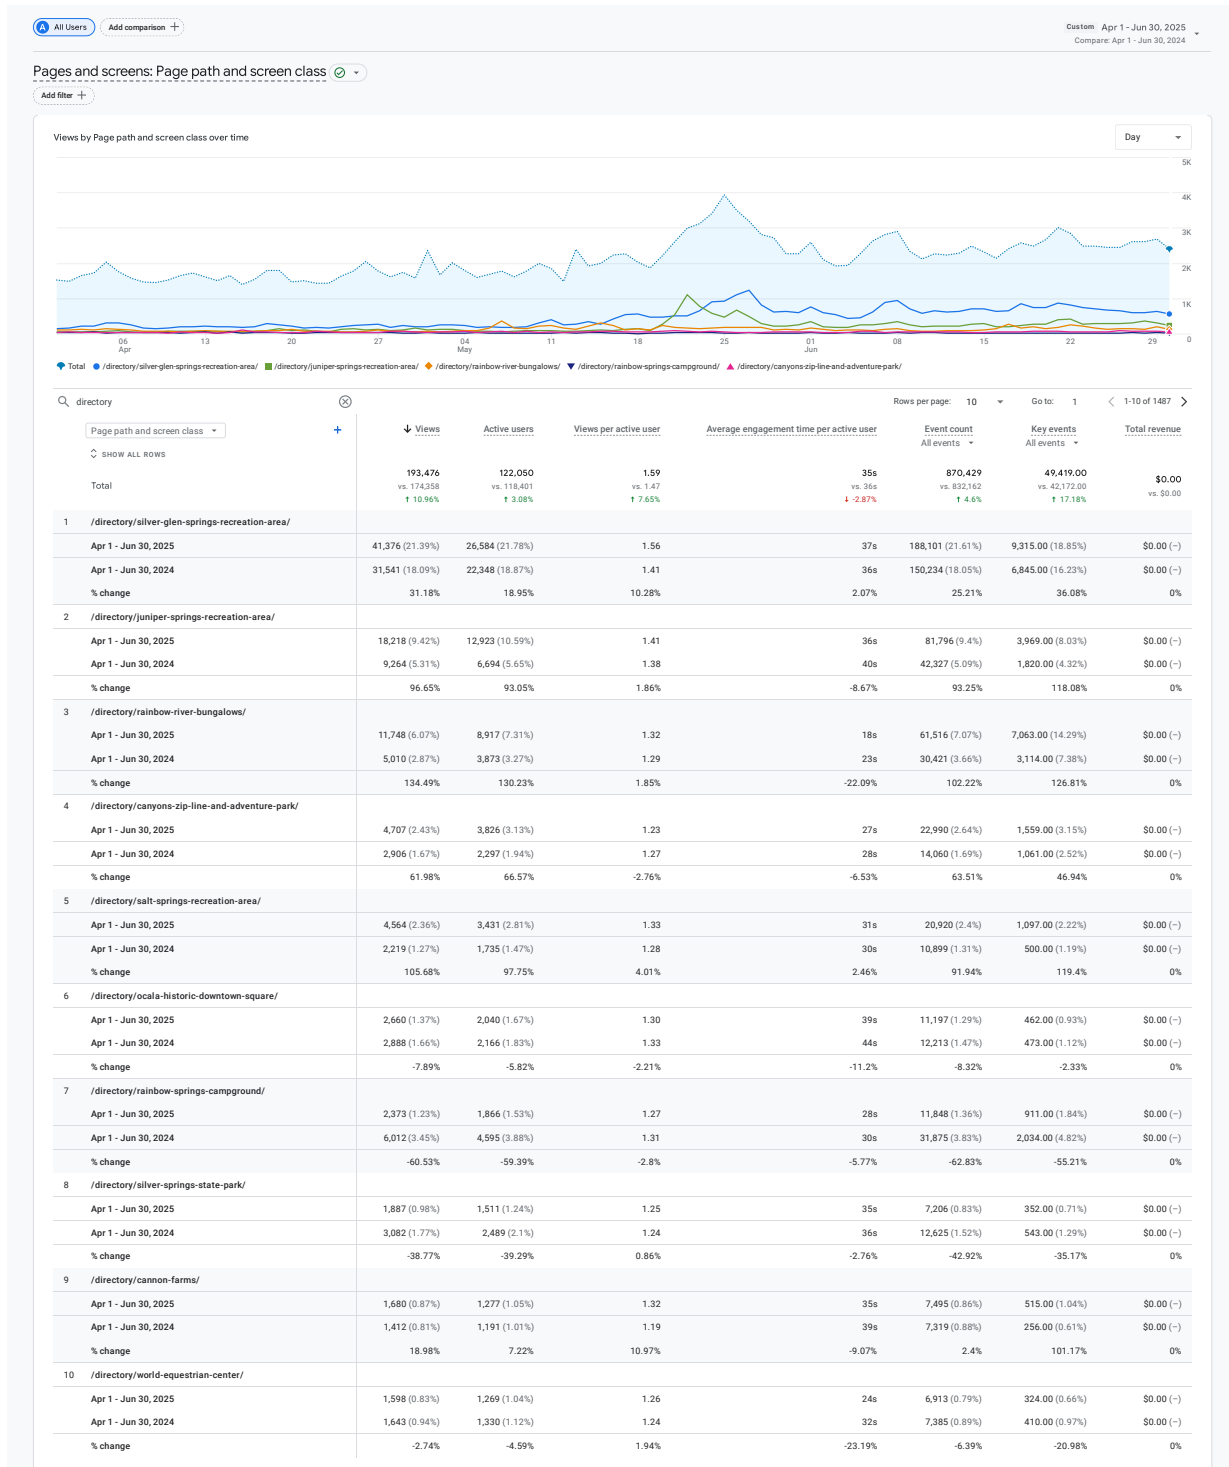 A All Users Add comparison + Custom Apr 1 - Jun 30, 2025
Compare: Apr 1 - Jun 30, 2024
Pages and screens: Page path and screen class
Add filter +
Views by Page path and screen class over time Day
5K
4K
3K
2K
1K
0
06 13 20 27 04 11 18 25 01 08 15 22 29
Apr May Jun
Total /directory/silver-glen-springs-recreation-area/ /directory/juniper-springs-recreation-area/ /directory/rainbow-river-bungalows/ /directory/rainbow-springs-campground/ /directory/canyons-zip-line-and-adventure-park/
directory Rows per page: 10 Go to: 1 1-10 of 1487
Page path and screen class + Views Active users Views per active user Average engagement time per active user Event count Key events Total revenue
All events All events
SHOW ALL ROWS
193,476 122,050 1.59 35s 870,429 49,419.00 $0.00
Total vs. 174,358 vs. 118,401 vs. 1.47 vs. 36s vs. 832,162 vs. 42,172.00 vs. $0.00
↑ 10.96% ↑ 3.08% ↑ 7.65% ↓ -2.87% ↑ 4.6% ↑ 17.18%
1 /directory/silver-glen-springs-recreation-area/
Apr 1 - Jun 30, 2025 41,376 (21.39%) 26,584 (21.78%) 1.56 37s 188,101 (21.61%) 9,315.00 (18.85%) $0.00 (–)
Apr 1 - Jun 30, 2024 31,541 (18.09%) 22,348 (18.87%) 1.41 36s 150,234 (18.05%) 6,845.00 (16.23%) $0.00 (–)
% change 31.18% 18.95% 10.28% 2.07% 25.21% 36.08% 0%
2 /directory/juniper-springs-recreation-area/
Apr 1 - Jun 30, 2025 18,218 (9.42%) 12,923 (10.59%) 1.41 36s 81,796 (9.4%) 3,969.00 (8.03%) $0.00 (–)
Apr 1 - Jun 30, 2024 9,264 (5.31%) 6,694 (5.65%) 1.38 40s 42,327 (5.09%) 1,820.00 (4.32%) $0.00 (–)
% change 96.65% 93.05% 1.86% -8.67% 93.25% 118.08% 0%
3 /directory/rainbow-river-bungalows/
Apr 1 - Jun 30, 2025 11,748 (6.07%) 8,917 (7.31%) 1.32 18s 61,516 (7.07%) 7,063.00 (14.29%) $0.00 (–)
Apr 1 - Jun 30, 2024 5,010 (2.87%) 3,873 (3.27%) 1.29 23s 30,421 (3.66%) 3,114.00 (7.38%) $0.00 (–)
% change 134.49% 130.23% 1.85% -22.09% 102.22% 126.81% 0%
4 /directory/canyons-zip-line-and-adventure-park/
Apr 1 - Jun 30, 2025 4,707 (2.43%) 3,826 (3.13%) 1.23 27s 22,990 (2.64%) 1,559.00 (3.15%) $0.00 (–)
Apr 1 - Jun 30, 2024 2,906 (1.67%) 2,297 (1.94%) 1.27 28s 14,060 (1.69%) 1,061.00 (2.52%) $0.00 (–)
% change 61.98% 66.57% -2.76% -6.53% 63.51% 46.94% 0%
5 /directory/salt-springs-recreation-area/
Apr 1 - Jun 30, 2025 4,564 (2.36%) 3,431 (2.81%) 1.33 31s 20,920 (2.4%) 1,097.00 (2.22%) $0.00 (–)
Apr 1 - Jun 30, 2024 2,219 (1.27%) 1,735 (1.47%) 1.28 30s 10,899 (1.31%) 500.00 (1.19%) $0.00 (–)
% change 105.68% 97.75% 4.01% 2.46% 91.94% 119.4% 0%
6 /directory/ocala-historic-downtown-square/
Apr 1 - Jun 30, 2025 2,660 (1.37%) 2,040 (1.67%) 1.30 39s 11,197 (1.29%) 462.00 (0.93%) $0.00 (–)
Apr 1 - Jun 30, 2024 2,888 (1.66%) 2,166 (1.83%) 1.33 44s 12,213 (1.47%) 473.00 (1.12%) $0.00 (–)
% change -7.89% -5.82% -2.21% -11.2% -8.32% -2.33% 0%
7 /directory/rainbow-springs-campground/
Apr 1 - Jun 30, 2025 2,373 (1.23%) 1,866 (1.53%) 1.27 28s 11,848 (1.36%) 911.00 (1.84%) $0.00 (–)
Apr 1 - Jun 30, 2024 6,012 (3.45%) 4,595 (3.88%) 1.31 30s 31,875 (3.83%) 2,034.00 (4.82%) $0.00 (–)
% change -60.53% -59.39% -2.8% -5.77% -62.83% -55.21% 0%
8 /directory/silver-springs-state-park/
Apr 1 - Jun 30, 2025 1,887 (0.98%) 1,511 (1.24%) 1.25 35s 7,206 (0.83%) 352.00 (0.71%) $0.00 (–)
Apr 1 - Jun 30, 2024 3,082 (1.77%) 2,489 (2.1%) 1.24 36s 12,625 (1.52%) 543.00 (1.29%) $0.00 (–)
% change -38.77% -39.29% 0.86% -2.76% -42.92% -35.17% 0%
9 /directory/cannon-farms/
Apr 1 - Jun 30, 2025 1,680 (0.87%) 1,277 (1.05%) 1.32 35s 7,495 (0.86%) 515.00 (1.04%) $0.00 (–)
Apr 1 - Jun 30, 2024 1,412 (0.81%) 1,191 (1.01%) 1.19 39s 7,319 (0.88%) 256.00 (0.61%) $0.00 (–)
% change 18.98% 7.22% 10.97% -9.07% 2.4% 101.17% 0%
10 /directory/world-equestrian-center/
Apr 1 - Jun 30, 2025 1,598 (0.83%) 1,269 (1.04%) 1.26 24s 6,913 (0.79%) 324.00 (0.66%) $0.00 (–)
Apr 1 - Jun 30, 2024 1,643 (0.94%) 1,330 (1.12%) 1.24 32s 7,385 (0.89%) 410.00 (0.97%) $0.00 (–)
% change -2.74% -4.59% 1.94% -23.19% -6.39% -20.98% 0%